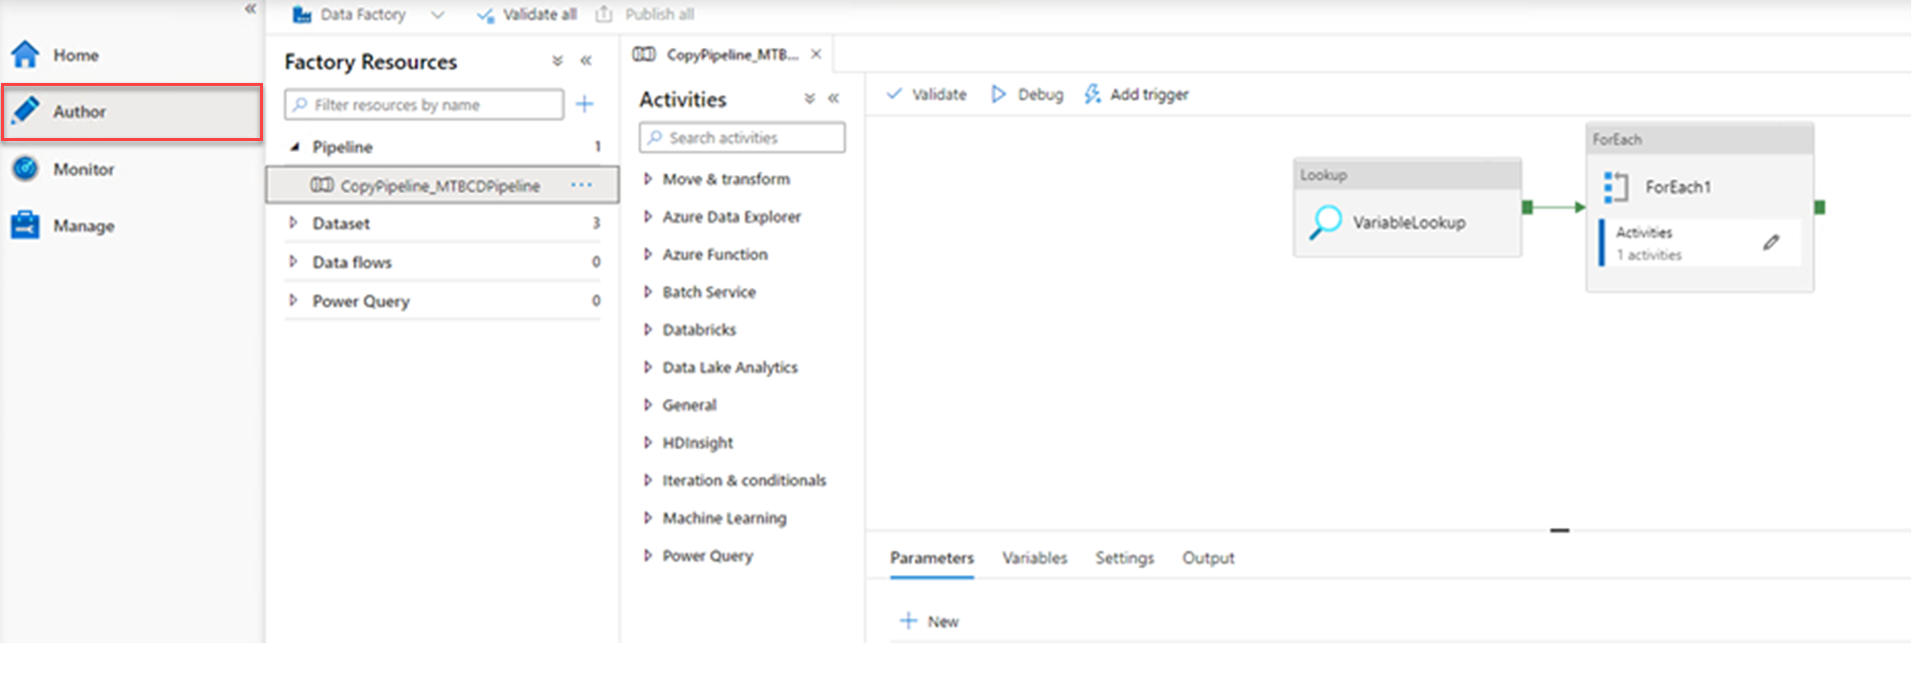 Data Factory
Validate all
Publish all
Home
Author
Monitor
Manage
Factory Resources
Filter resources by name
Pipeline 1
CopyPipeline_MTBCDPipeline
Dataset 3
Data flows 0
Power Query 0
CopyPipeline_MTB...
Activities
Search activities
Move & transform
Azure Data Explorer
Azure Function
Batch Service
Databricks
Data Lake Analytics
General
HDInsight
Iteration & conditionals
Machine Learning
Power Query
Validate
Debug
Add trigger
Lookup
VariableLookup
ForEach
ForEach1
Activities
1 activities
Parameters
Variables
Settings
Output
New